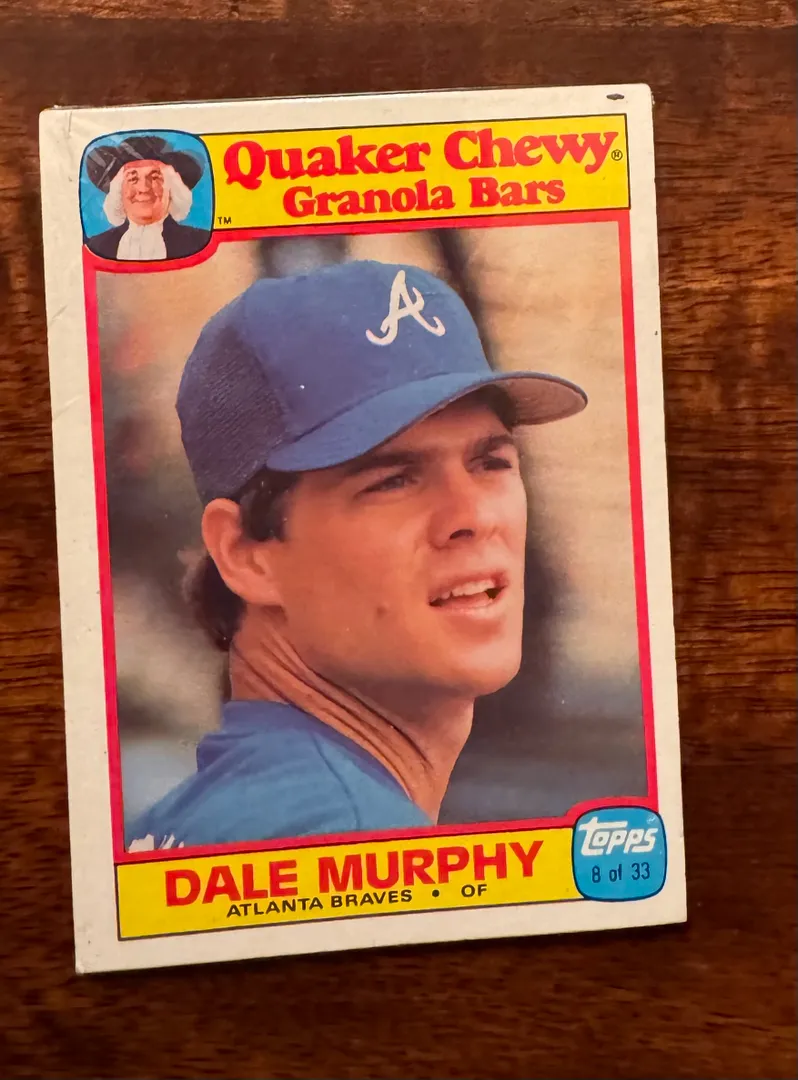 Quaker Chewy®
Granola Bars
TM
A
DALE MURPHY
ATLANTA BRAVES • OF
TOPPS
8 of 33